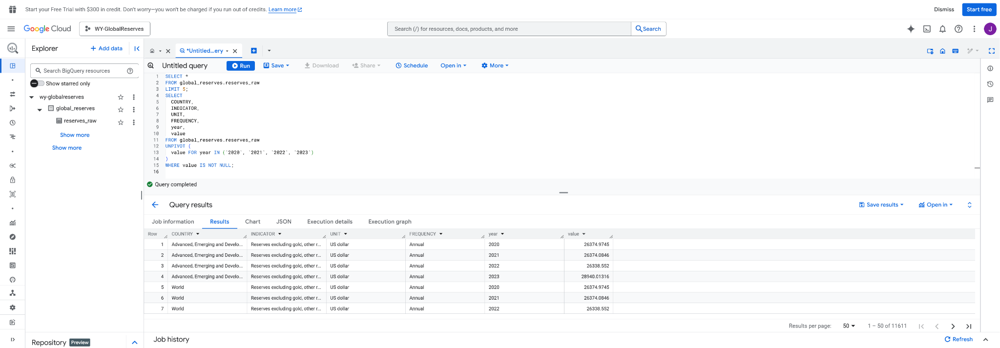 Start your Free Trial with $300 in credit. Don't worry—you won't be charged if you run out of credits. Learn more
Dismiss
Start free
Google Cloud
WY-GlobalReserves
Search (/) for resources, docs, products, and more
Search
J
Explorer
+ Add data
*Untitled...ery
Untitled query
Run
Save
Download
Share
Schedule
Open in
More
Search BigQuery resources
Show starred only
wy-globalreserves
global_reserves
reserves_raw
Show more
Show more
1 SELECT *
2 FROM global_reserves.reserves_raw
3 LIMIT 5;
4 SELECT
5 COUNTRY,
6 INDICATOR,
7 UNIT,
8 FREQUENCY,
9 year,
10 value
11 FROM global_reserves.reserves_raw
12 UNPIVOT (
13 value FOR year IN (`2020`, `2021`, `2022`, `2023`)
14 )
15 WHERE value IS NOT NULL;
16
Query completed
Query results
Save results
Open in
Job information Results Chart JSON Execution details Execution graph
Row COUNTRY INDICATOR UNIT FREQUENCY year value
1 Advanced, Emerging and Develo... Reserves excluding gold, other r... US dollar Annual 2020 26374.9745
2 Advanced, Emerging and Develo... Reserves excluding gold, other r... US dollar Annual 2021 26374.0846
3 Advanced, Emerging and Develo... Reserves excluding gold, other r... US dollar Annual 2022 26338.552
4 Advanced, Emerging and Develo... Reserves excluding gold, other r... US dollar Annual 2023 28940.01316
5 World Reserves excluding gold, other r... US dollar Annual 2020 26374.9745
6 World Reserves excluding gold, other r... US dollar Annual 2021 26374.0846
7 World Reserves excluding gold, other r... US dollar Annual 2022 26338.552
Results per page: 50 1 – 50 of 11611
Repository Preview
Job history
Refresh